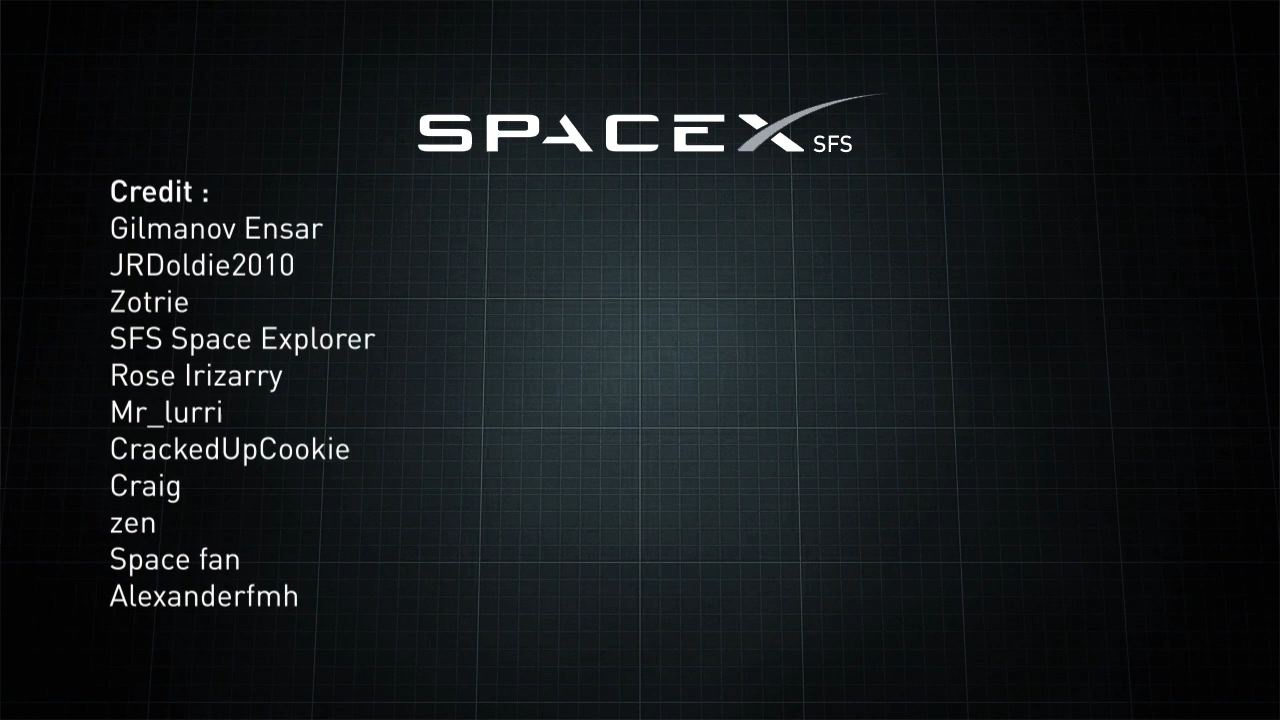 SPACEX SFS
Credit :
Gilmanov Ensar
JRDoldie2010
Zotrie
SFS Space Explorer
Rose Irizarry
Mr_lurri
CrackedUpCookie
Craig
zen
Space fan
Alexanderfmh